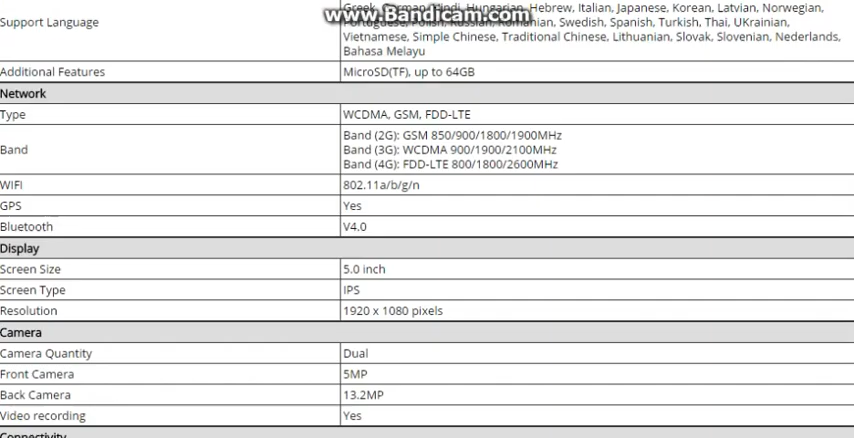 www.Bandicam.com
Greek, German, Hindi, Hungarian, Hebrew, Italian, Japanese, Korean, Latvian, Norwegian,
Support Language
Portuguese, Polish, Russian, Romanian, Swedish, Spanish, Turkish, Thai, UKrainian,
Vietnamese, Simple Chinese, Traditional Chinese, Lithuanian, Slovak, Slovenian, Nederlands,
Bahasa Melayu
Additional Features MicroSD(TF), up to 64GB
Network
Type WCDMA, GSM, FDD-LTE
Band
Band (2G): GSM 850/900/1800/1900MHz
Band (3G): WCDMA 900/1900/2100MHz
Band (4G): FDD-LTE 800/1800/2600MHz
WIFI 802.11a/b/g/n
GPS Yes
Bluetooth V4.0
Display
Screen Size 5.0 inch
Screen Type IPS
Resolution 1920 x 1080 pixels
Camera
Camera Quantity Dual
Front Camera 5MP
Back Camera 13.2MP
Video recording Yes
Connectivity